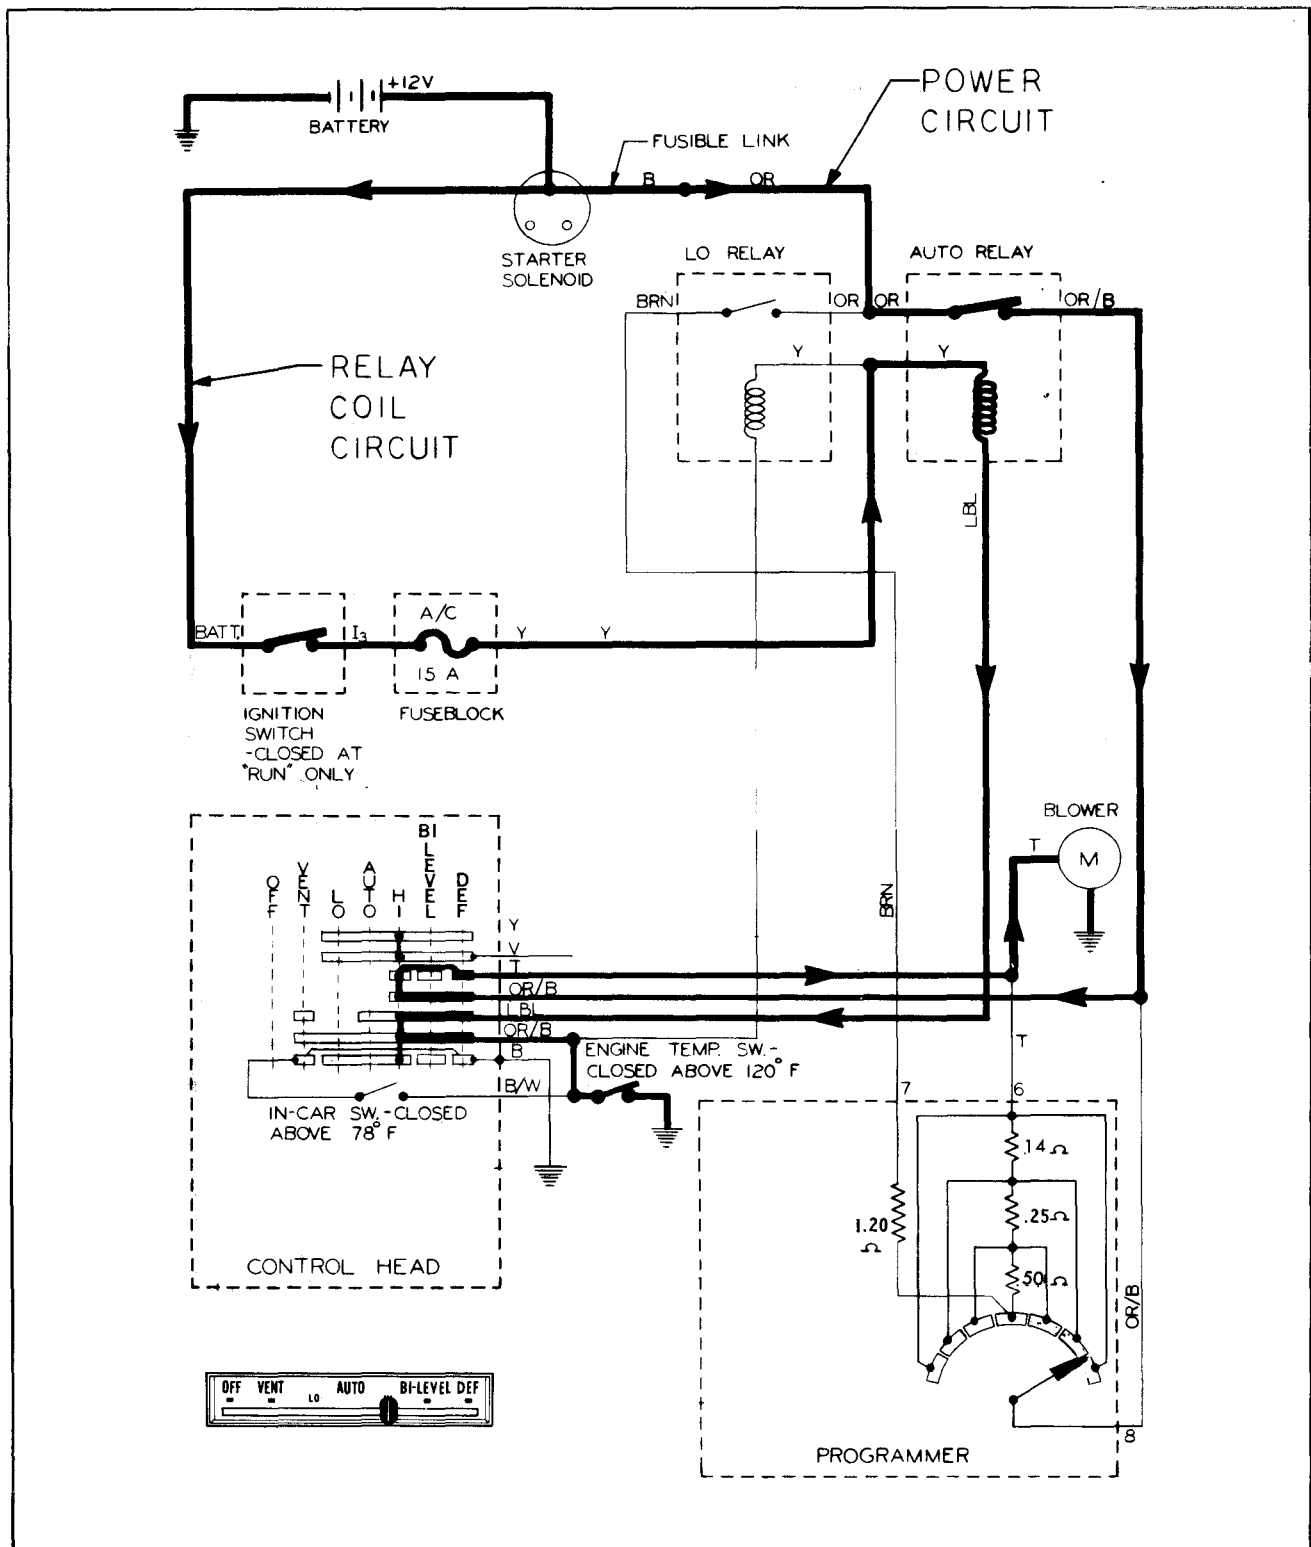 +12V
BATTERY
POWER
CIRCUIT
FUSIBLE LINK
B
OR
STARTER
SOLENOID
LO RELAY
AUTO RELAY
BRN
OR
OR
OR/B
Y
Y
RELAY
COIL
CIRCUIT
LBL
BATT.
I3
A/C
15 A
Y
Y
IGNITION
SWITCH
-CLOSED AT
"RUN" ONLY
FUSEBLOCK
BLOWER
T
M
BRN
OFF
VENT
LO
AUTO
HI
BI LEVEL
DEF
Y
V
T
OR/B
LBL
OR/B
B
B/W
ENGINE TEMP. SW.-
CLOSED ABOVE 120°F
T
IN-CAR SW.-CLOSED
ABOVE 78°F
CONTROL HEAD
7
6
.14 Ω
.25 Ω
1.20
Ω
.50 Ω
OR/B
8
PROGRAMMER
OFF VENT LO AUTO BI-LEVEL DEF